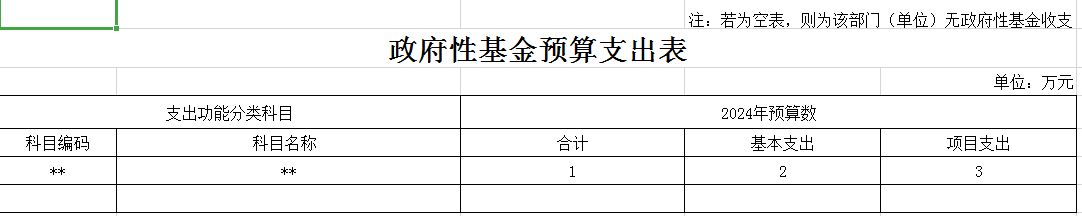 注：若为空表，则为该部门（单位）无政府性基金收支
政府性基金预算支出表
单位：万元
支出功能分类科目 2024年预算数
科目编码 科目名称 合计 基本支出 项目支出
** ** 1 2 3